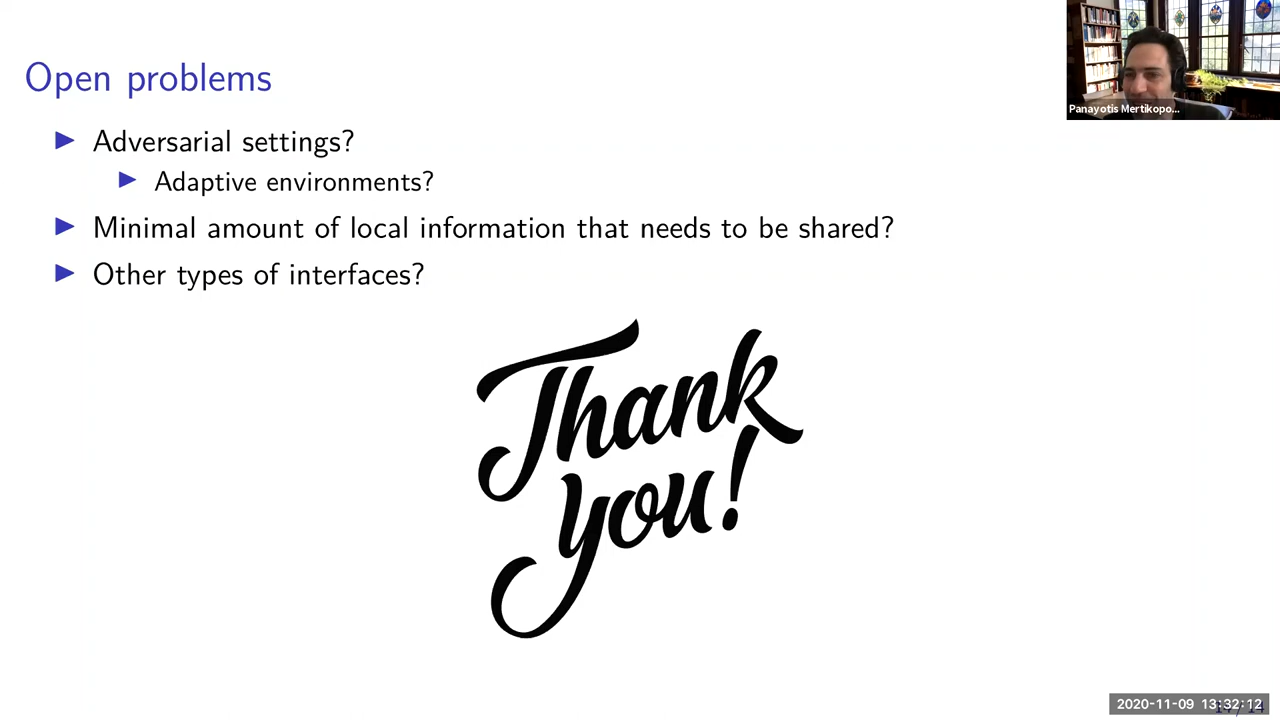 Open problems
Adversarial settings?
Adaptive environments?
Minimal amount of local information that needs to be shared?
Other types of interfaces?
Thank
you!
Panayotis Mertikopo...
2020-11-09 13:32:12